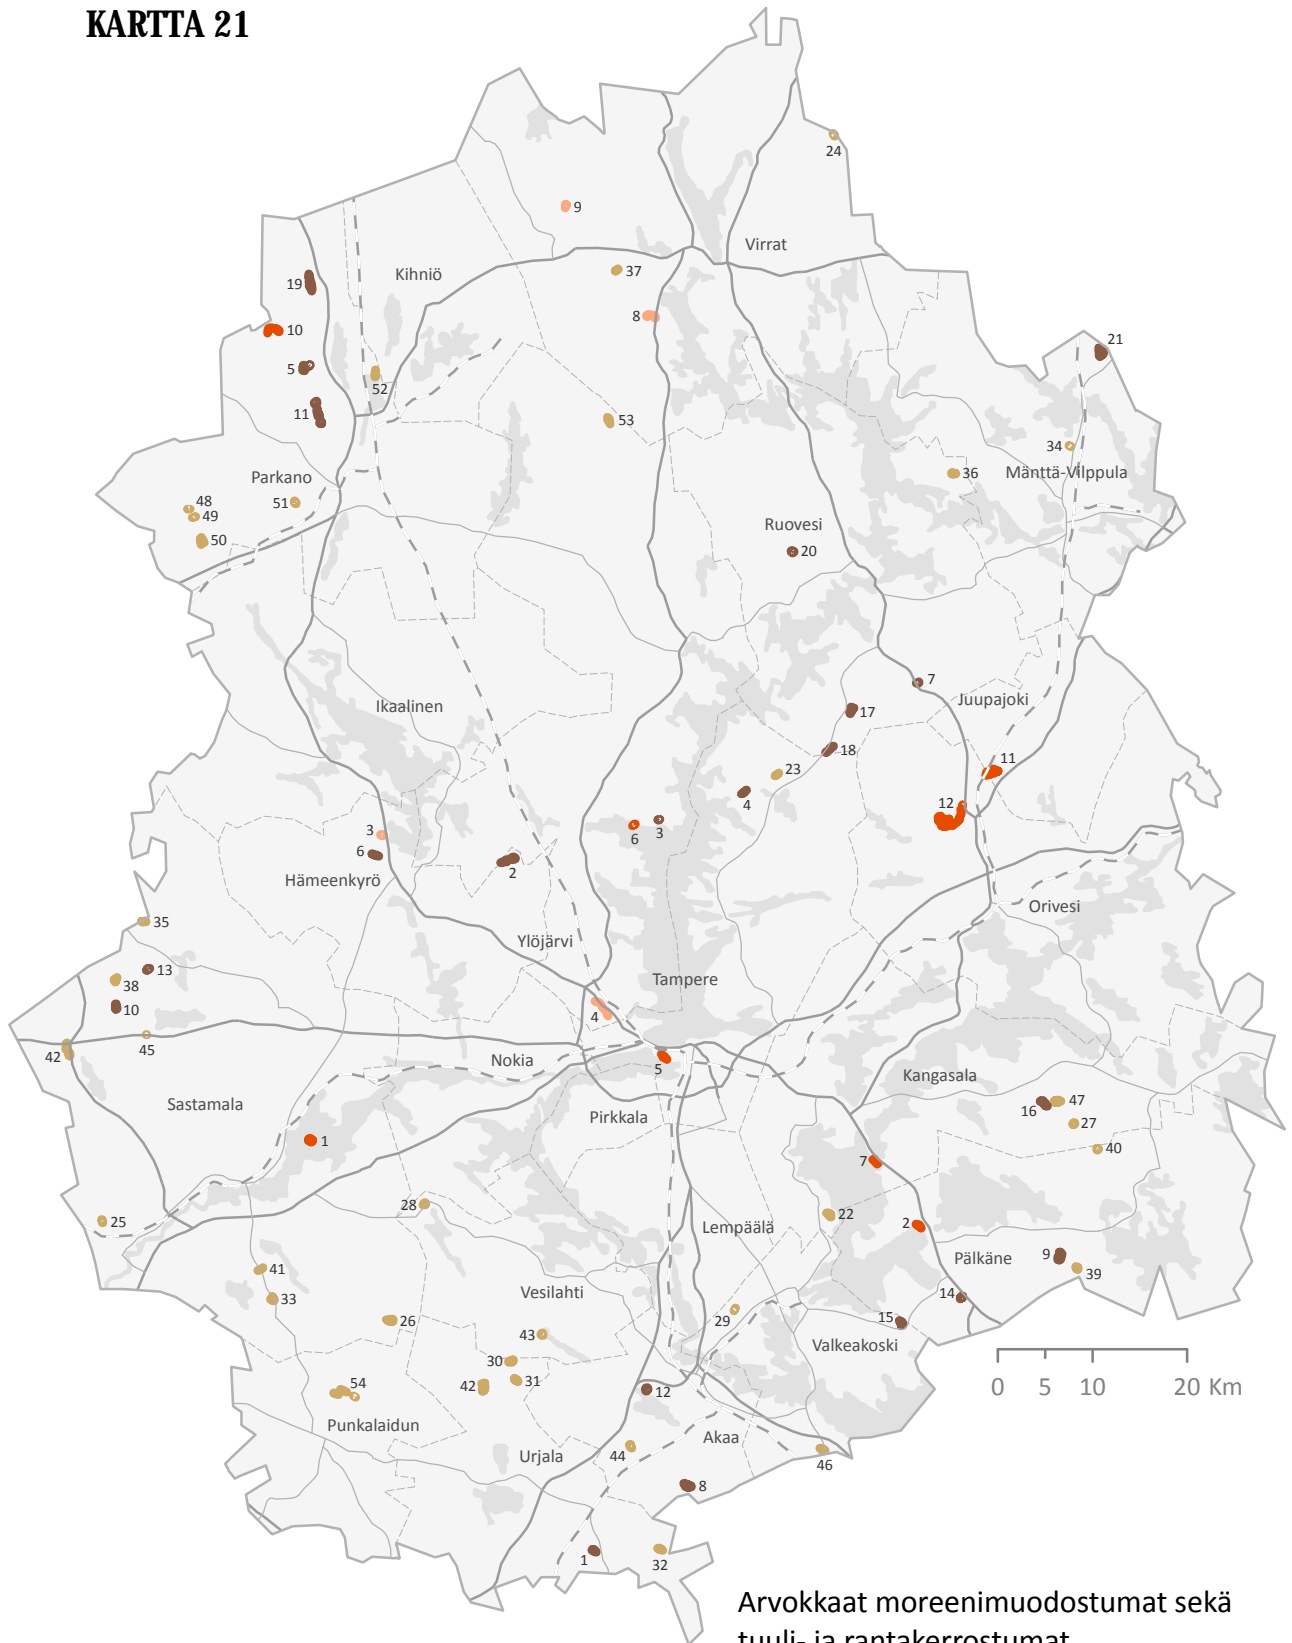 KARTTA 21
24
9
Virrat
Kihniö
37
19
8
10
21
5
52
11
53
34
36
Mänttä-Vilppula
Parkano
48
51
49
Ruovesi
50
20
7
Juupajoki
Ikaalinen
17
18
11
23
4
12
3
6
3
6
2
Hämeenkyrö
Orivesi
35
Ylöjärvi
13
Tampere
38
10
4
45
42
Nokia
5
Kangasala
Sastamala
Pirkkala
16
47
27
1
40
7
28
25
22
2
Lempäälä
Pälkäne
9
41
39
Vesilahti
14
33
29
15
26
43
Valkeakoski
30
31
42
54
12
0 5 10 20 Km
Punkalaidun
Akaa
44
Urjala
46
8
1
32
Arvokkaat moreenimuodostumat sekä
tuuli- ja rantakerrostumat